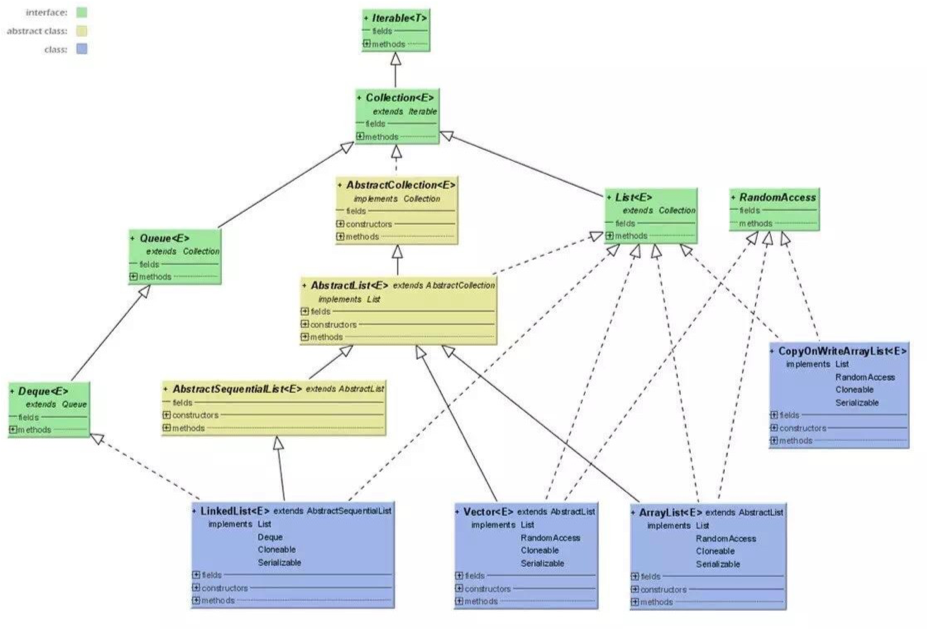 interface:
abstract class:
class:
+ Iterable<T>
fields
methods
+ Collection<E>
extends Iterable
fields
methods
+ AbstractCollection<E>
implements Collection
fields
constructors
methods
+ List<E>
extends Collection
fields
methods
+ RandomAccess
fields
methods
+ Queue<E>
extends Collection
fields
methods
+ AbstractList<E> extends AbstractCollection
implements List
fields
constructors
methods
+ CopyOnWriteArrayList<E>
implements List
RandomAccess
Cloneable
Serializable
fields
constructors
methods
+ Deque<E>
extends Queue
fields
methods
+ AbstractSequentialList<E> extends AbstractList
fields
constructors
methods
+ LinkedList<E> extends AbstractSequentialList
implements List
Deque
Cloneable
Serializable
fields
constructors
methods
+ Vector<E> extends AbstractList
implements List
RandomAccess
Cloneable
Serializable
fields
constructors
methods
+ ArrayList<E> extends AbstractList
implements List
RandomAccess
Cloneable
Serializable
fields
constructors
methods